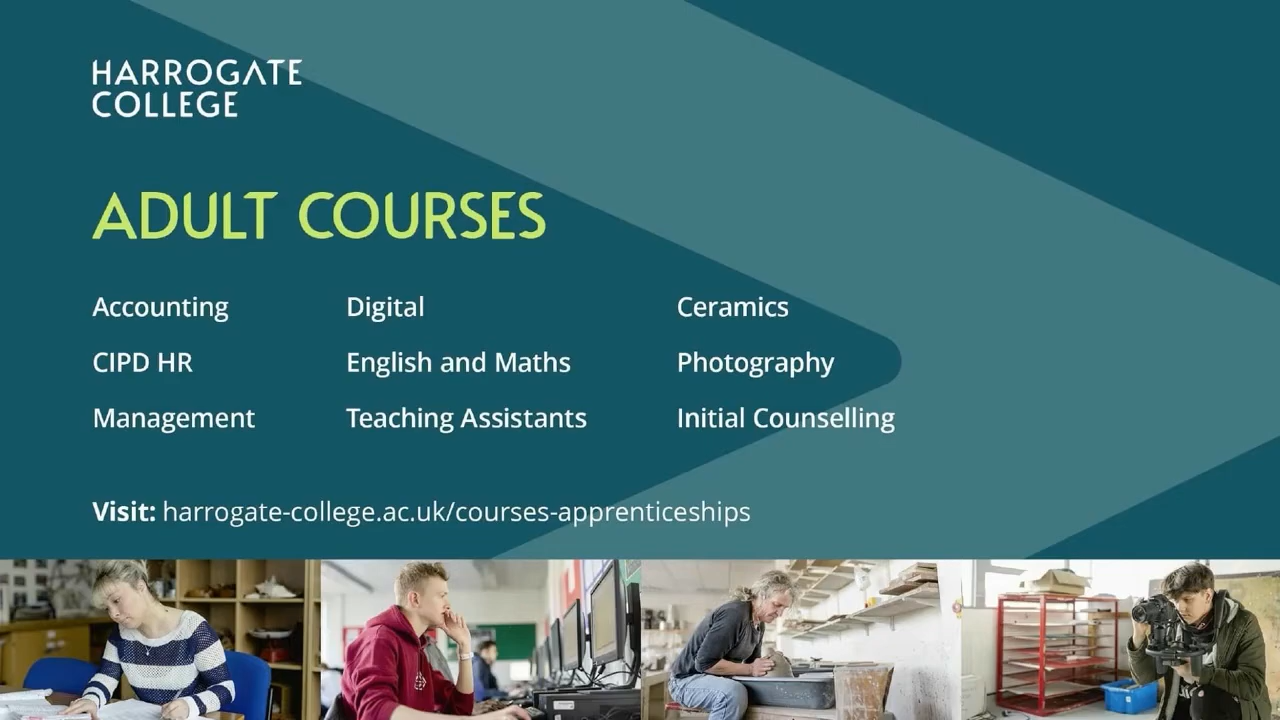 HARROGATE
COLLEGE
ADULT COURSES
Accounting
Digital
Ceramics
CIPD HR
English and Maths
Photography
Management
Teaching Assistants
Initial Counselling
Visit: harrogate-college.ac.uk/courses-apprenticeships